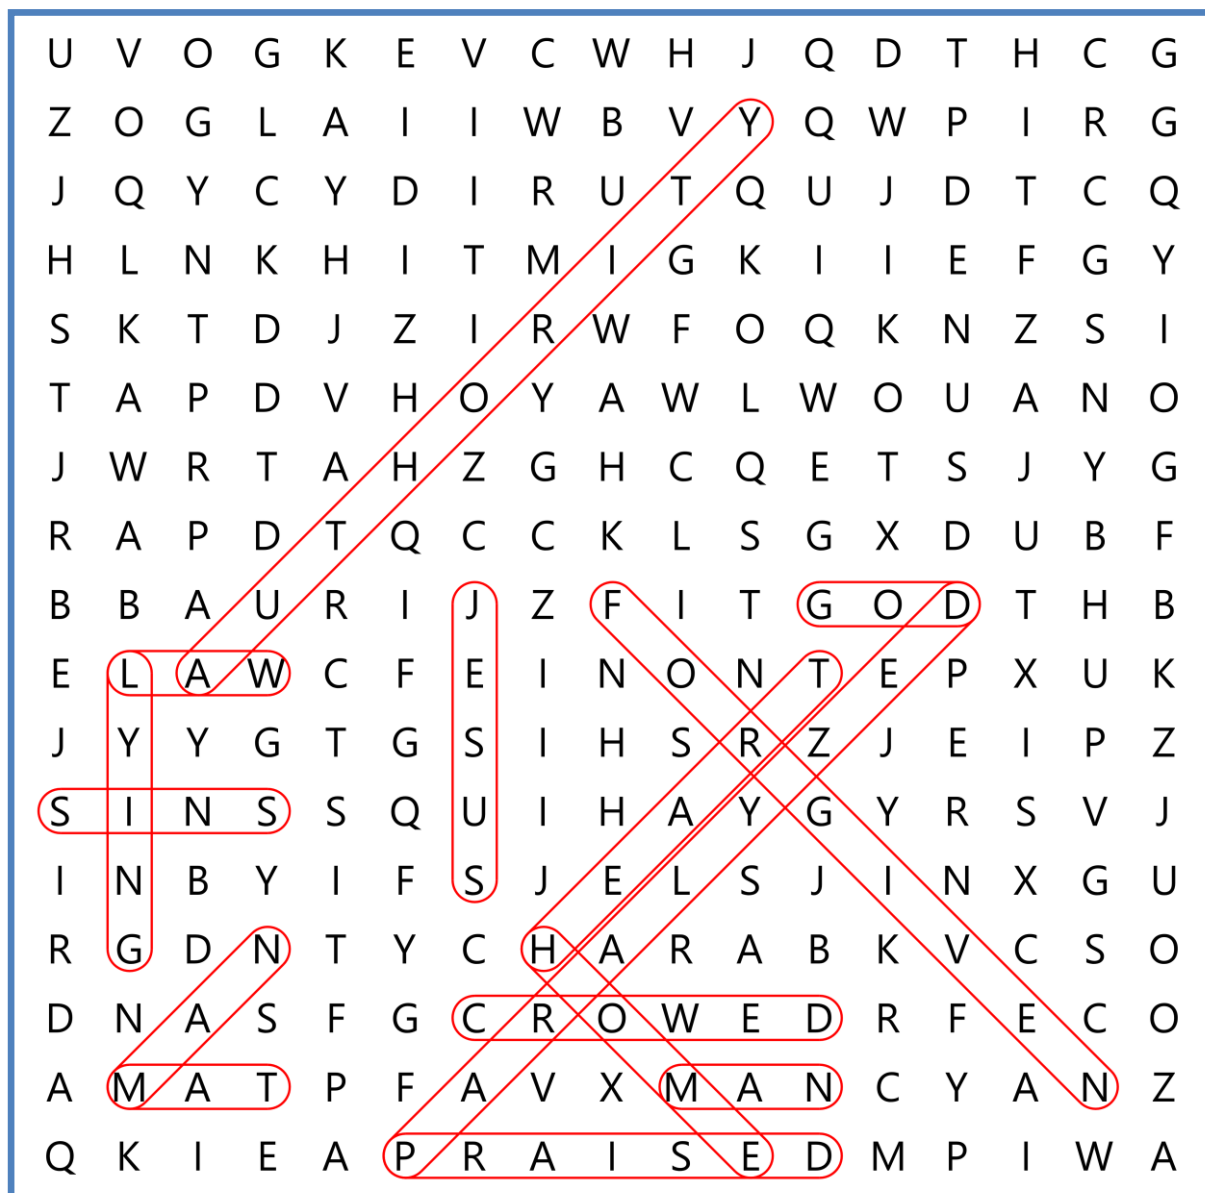 U V O G K E V C W H J Q D T H C G
Z O G L A I I W B V Y Q W P I R G
J Q Y C Y D I R U T Q U J D T C Q
H L N K H I T M I G K I I E F G Y
S K T D J Z I R W F O Q K N Z S I
T A P D V H O Y A W L W O U A N O
J W R T A H Z G H C Q E T S J Y G
R A P D T Q C C K L S G X D U B F
B B A U R I J Z F I T G O D T H B
E L A W C F E I N O N T E P X U K
J Y Y G T G S I H S R Z J E I P Z
S I N S S Q U I H A Y G Y R S V J
I N B Y I F S J E L S J I N X G U
R G D N T Y C H A R A B K V C S O
D N A S F G C R O W E D R F E C O
A M A T P F A V X M A N C Y A N Z
Q K I E A P R A I S E D M P I W A